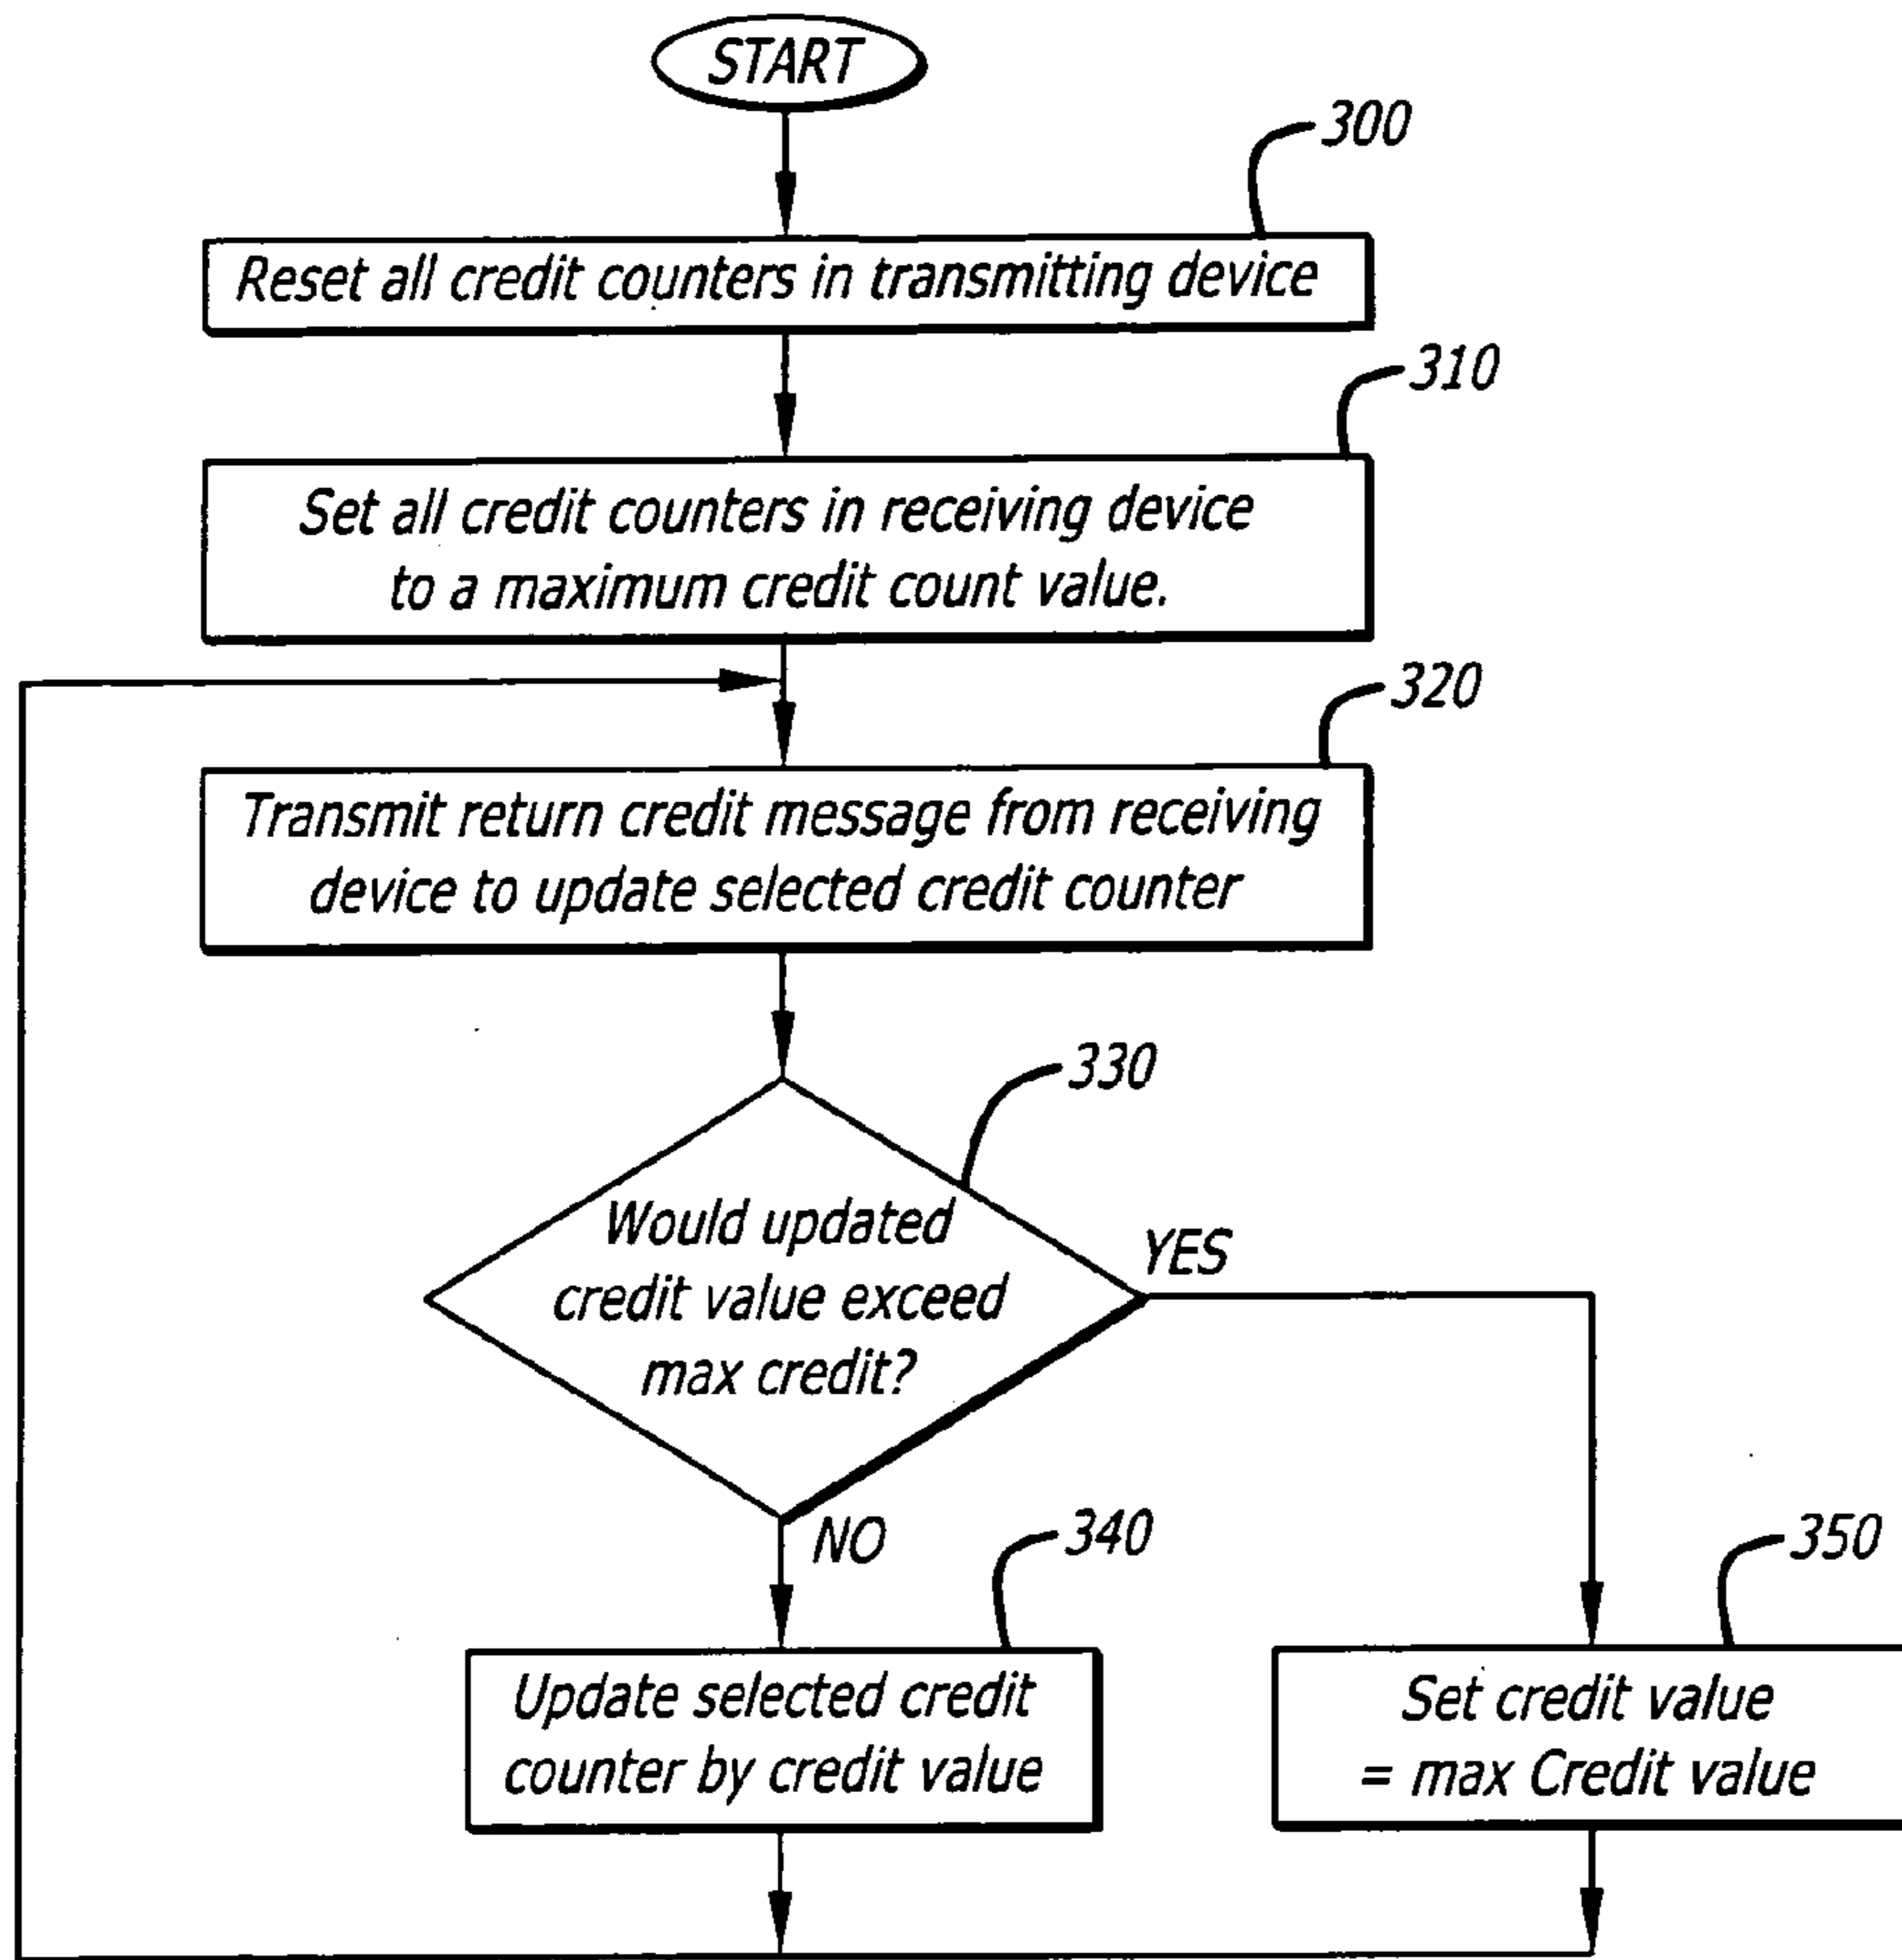 START
300
Reset all credit counters in transmitting device
310
Set all credit counters in receiving device
to a maximum credit count value.
320
Transmit return credit message from receiving
device to update selected credit counter
330
Would updated
credit value exceed
max credit?
YES
NO
340
350
Update selected credit
counter by credit value
Set credit value
= max Credit value